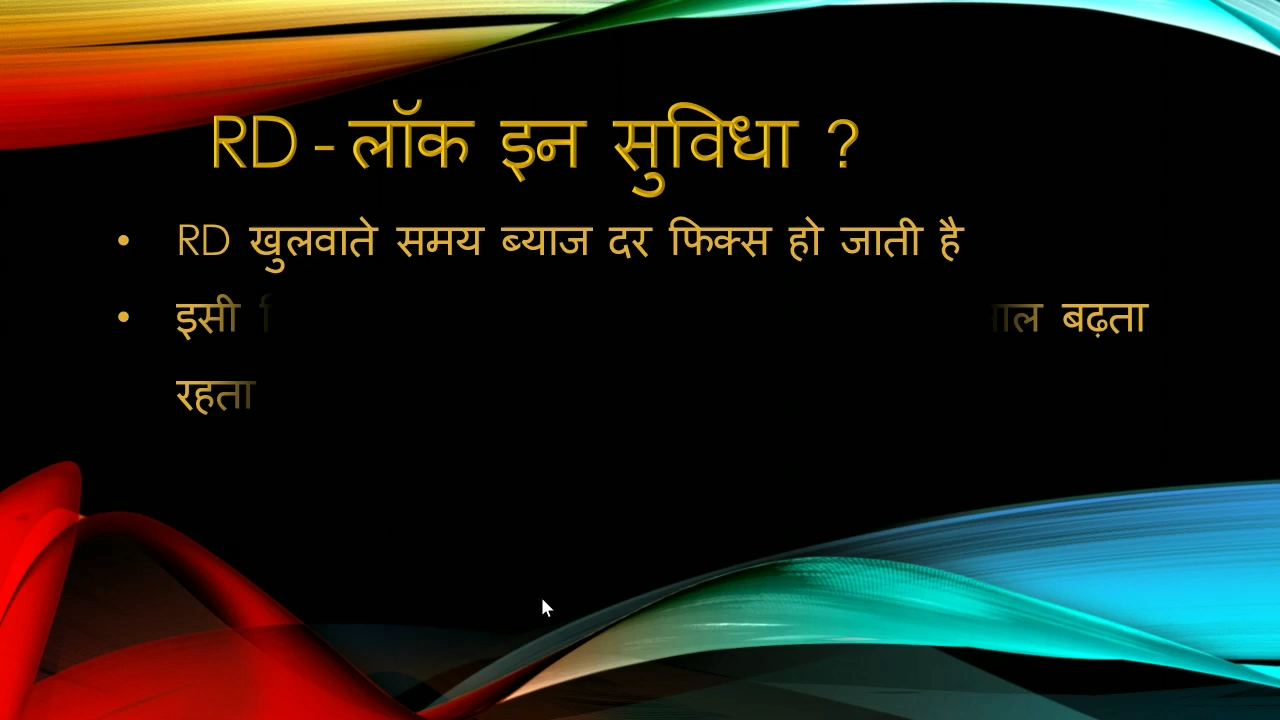 RD - लॉक इन सुविधा ?
• RD खुलवाते समय ब्याज दर फिक्स हो जाती है
• इसी बढ़ता
रहता